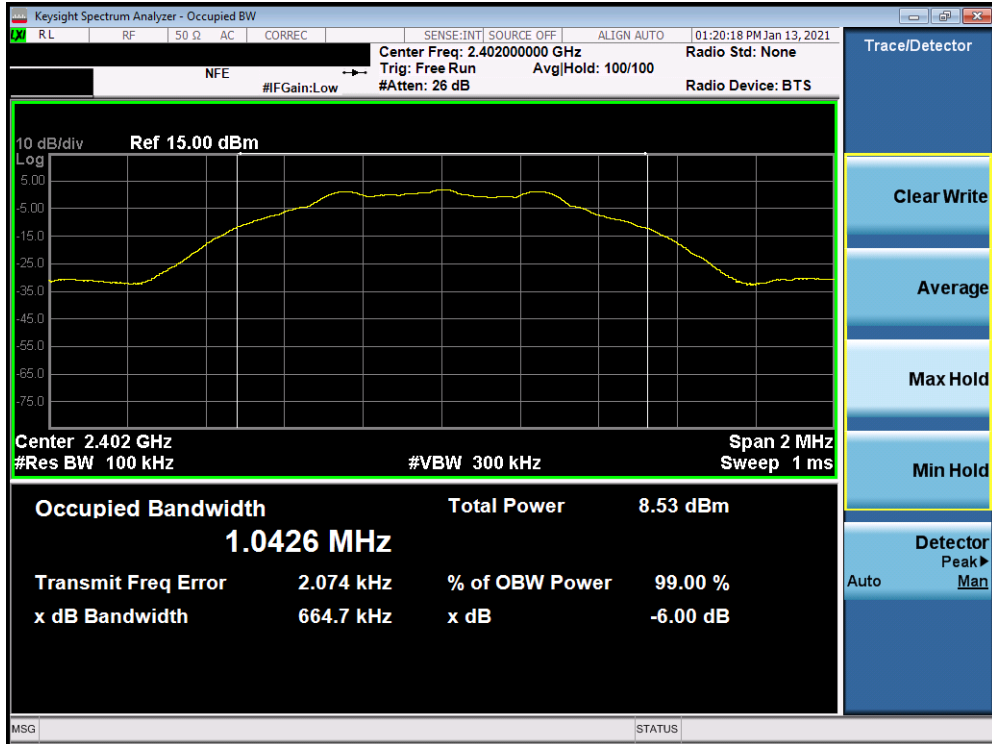 Keysight Spectrum Analyzer - Occupied BW
LXI RL RF 50 Ω AC CORREC SENSE:INT SOURCE OFF ALIGN AUTO 01:20:18 PM Jan 13, 2021
Center Freq: 2.402000000 GHz Radio Std: None
NFE Trig: Free Run Avg|Hold: 100/100
#IFGain:Low #Atten: 26 dB Radio Device: BTS
10 dB/div Ref 15.00 dBm
Log
5.00
-5.00
-15.0
-25.0
-35.0
-45.0
-55.0
-65.0
-75.0
Center 2.402 GHz Span 2 MHz
#Res BW 100 kHz #VBW 300 kHz Sweep 1 ms
Occupied Bandwidth Total Power 8.53 dBm
1.0426 MHz
Transmit Freq Error 2.074 kHz % of OBW Power 99.00 %
x dB Bandwidth 664.7 kHz x dB -6.00 dB
MSG STATUS
Trace/Detector
Clear Write
Average
Max Hold
Min Hold
Detector
Peak▶
Auto Man